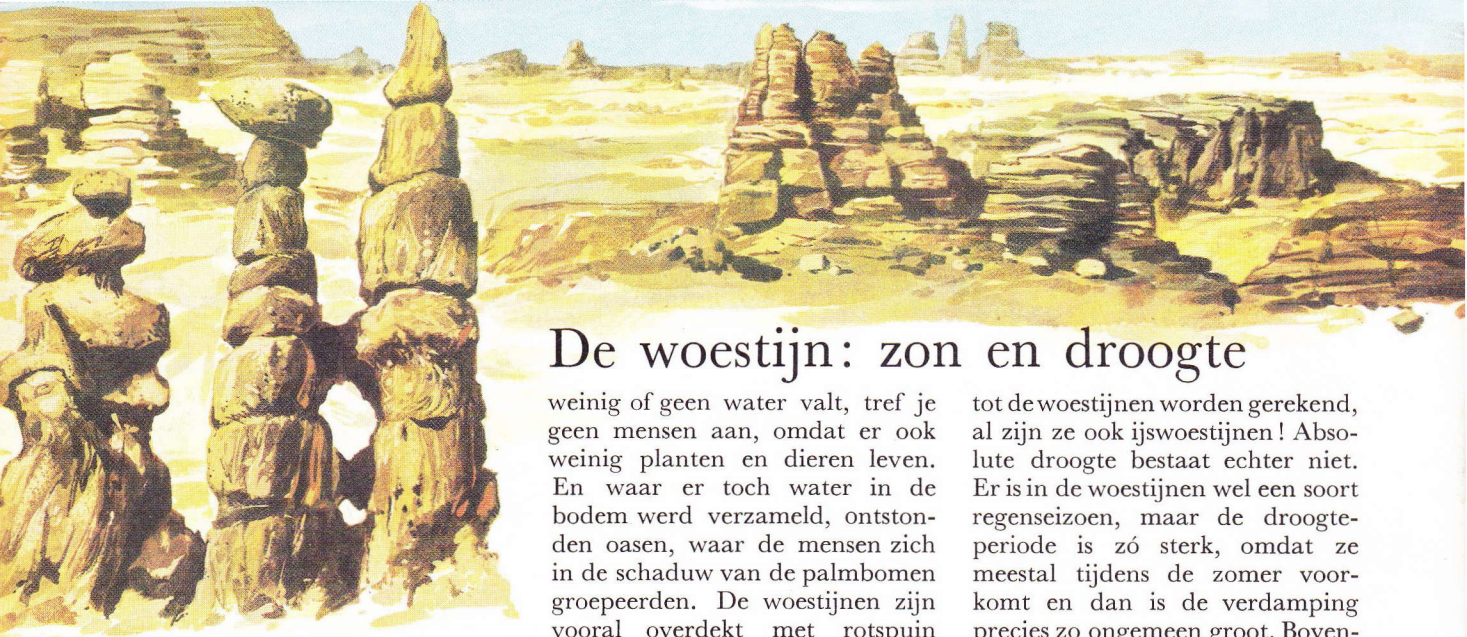 De woestijn: zon en droogte
weinig of geen water valt, tref je
geen mensen aan, omdat er ook
weinig planten en dieren leven.
En waar er toch water in de
bodem werd verzameld, ontston-
den oasen, waar de mensen zich
in de schaduw van de palmbomen
groepeerden. De woestijnen zijn
vooral overdekt met rotspuin
tot de woestijnen worden gerekend,
al zijn ze ook ijswoestijnen! Abso-
lute droogte bestaat echter niet.
Er is in de woestijnen wel een soort
regenseizoen, maar de droogte-
periode is zó sterk, omdat ze
meestal tijdens de zomer voor-
komt en dan is de verdamping
precies zo ongemeen groot. Boven-